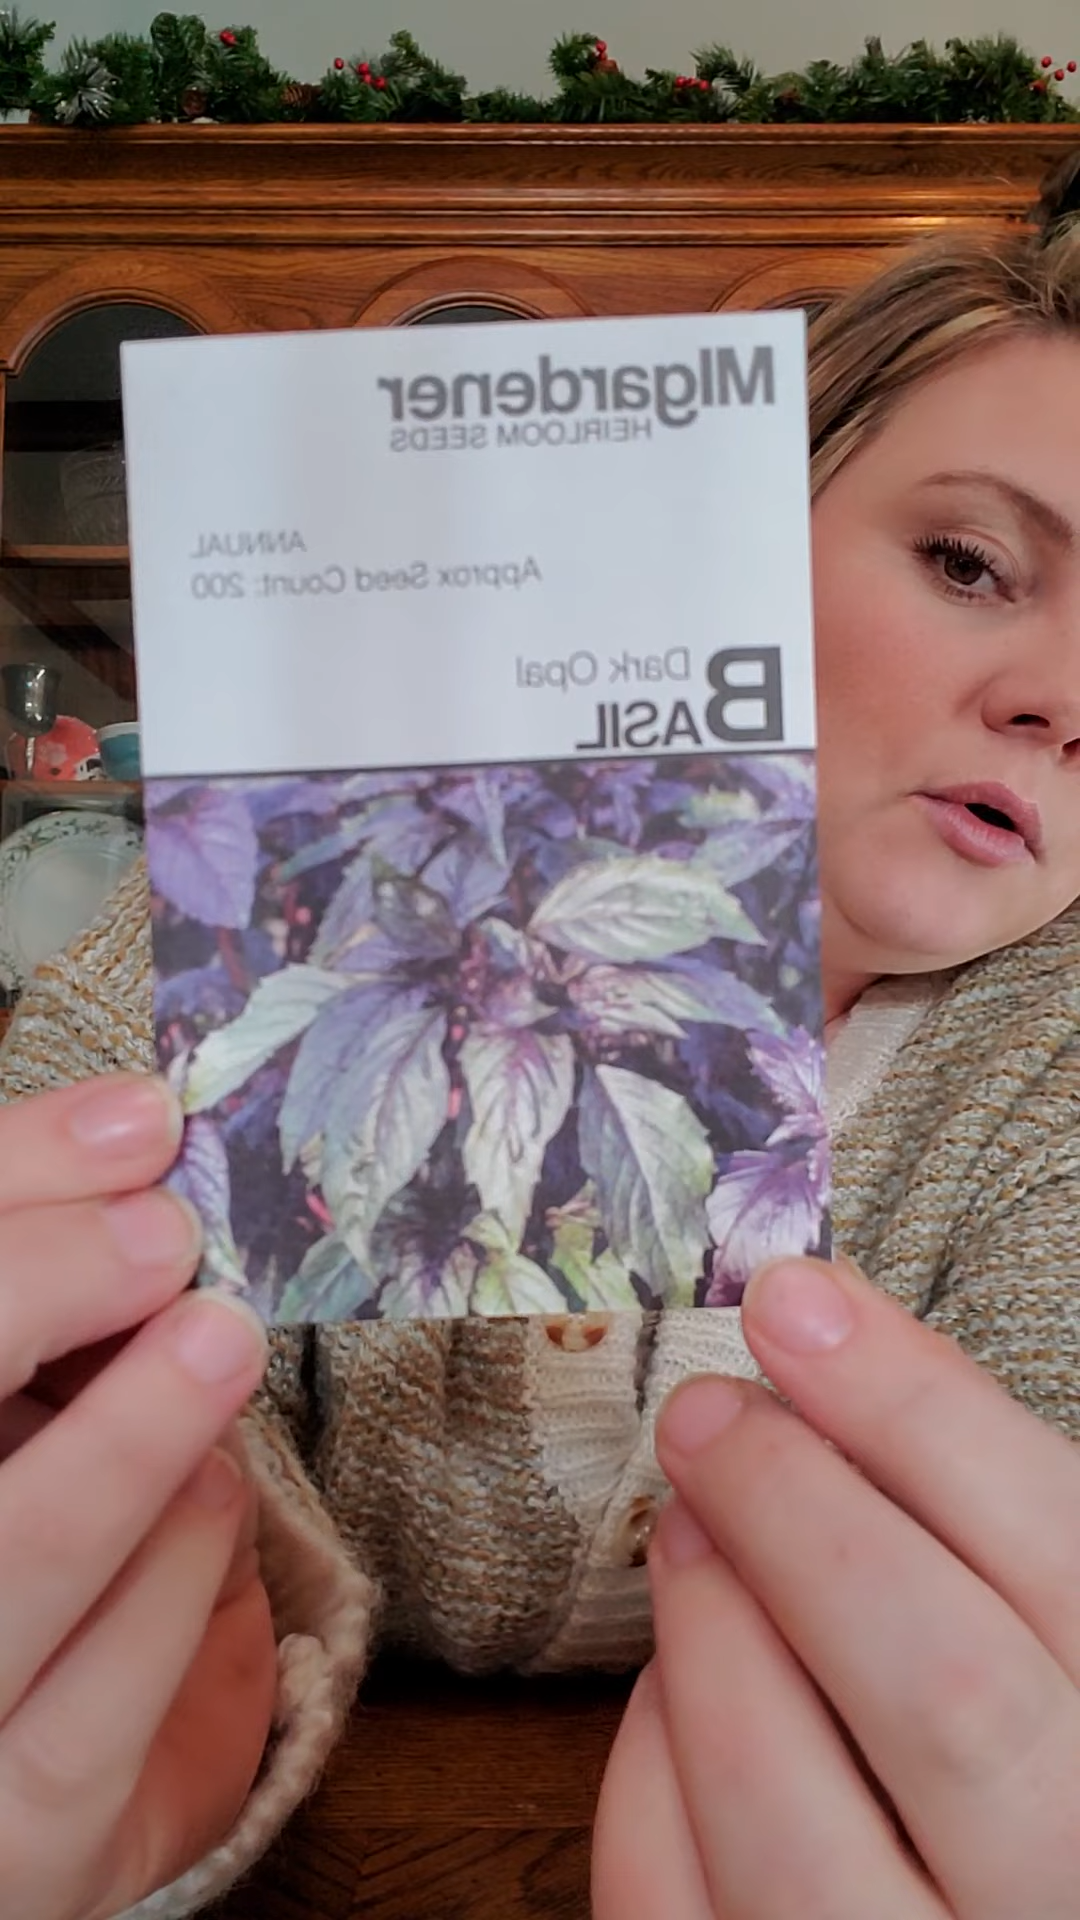 MIgardener
HEIRLOOM SEEDS
ANNUAL
Approx Seed Count: 200
Dark Opal
BASIL